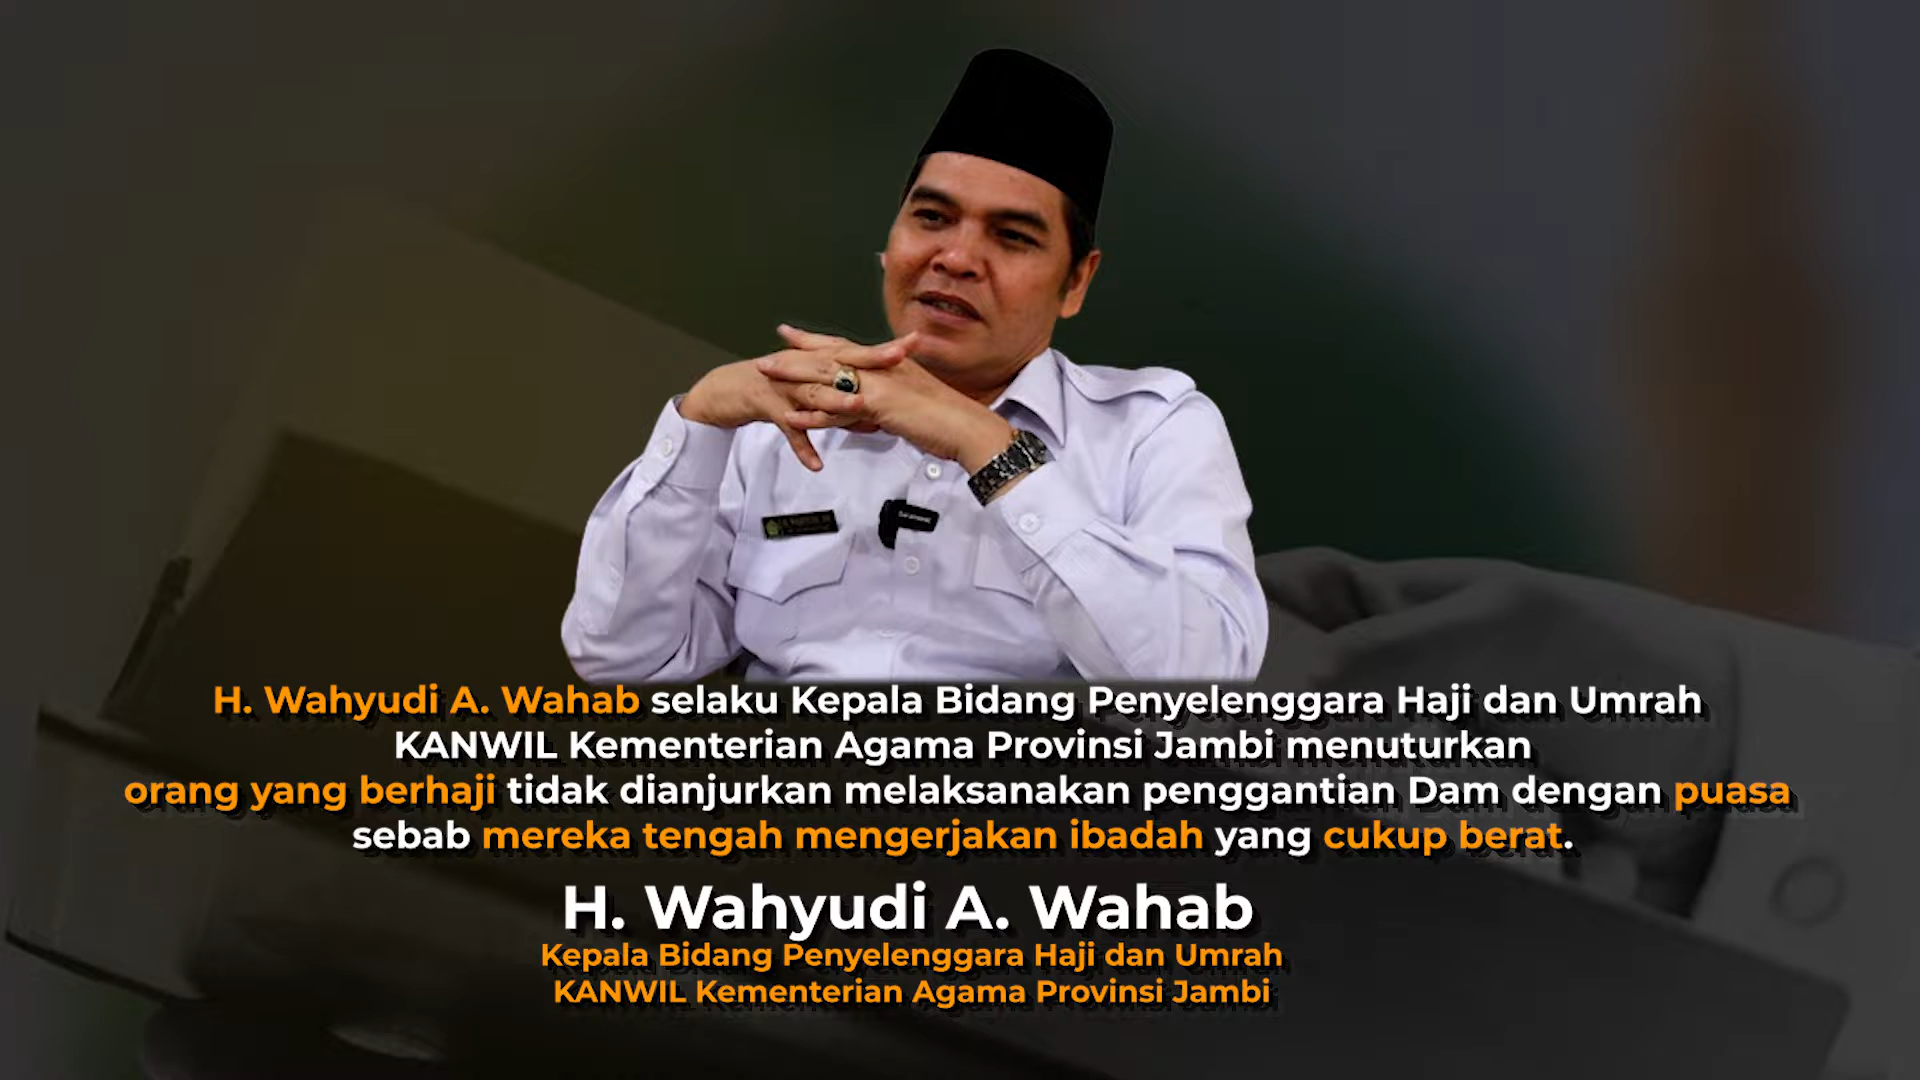 H. Wahyudi A. Wahab selaku Kepala Bidang Penyelenggara Haji dan Umrah
KANWIL Kementerian Agama Provinsi Jambi menuturkan
orang yang berhaji tidak dianjurkan melaksanakan penggantian Dam dengan puasa
sebab mereka tengah mengerjakan ibadah yang cukup berat.
H. Wahyudi A. Wahab
Kepala Bidang Penyelenggara Haji dan Umrah
KANWIL Kementerian Agama Provinsi Jambi